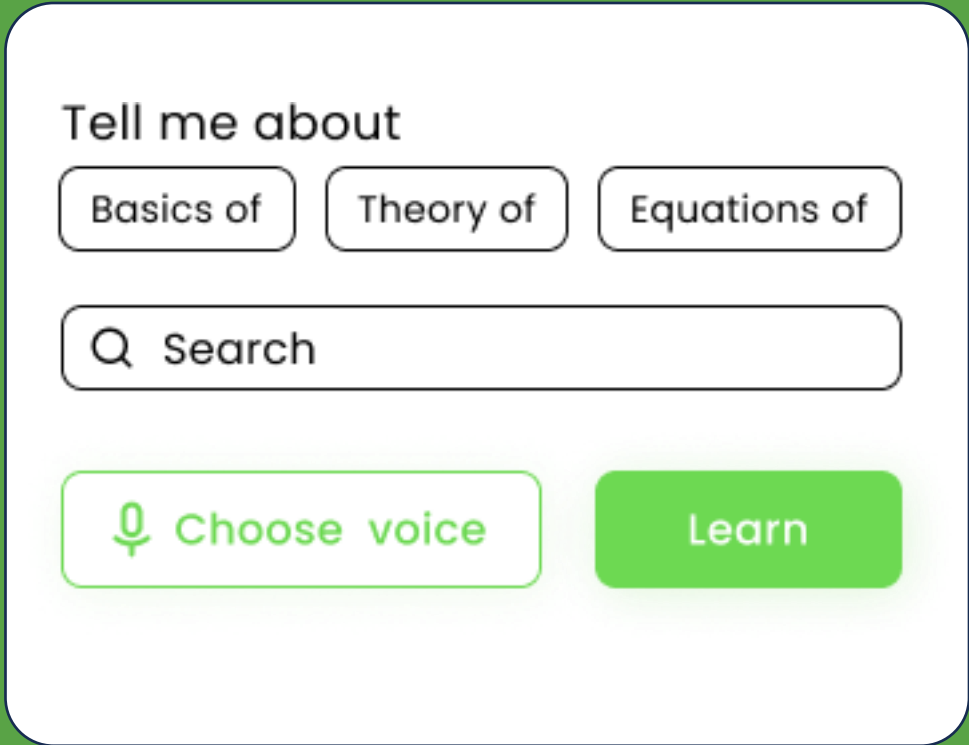 Tell me about
Basics of Theory of Equations of
Search
Choose voice Learn